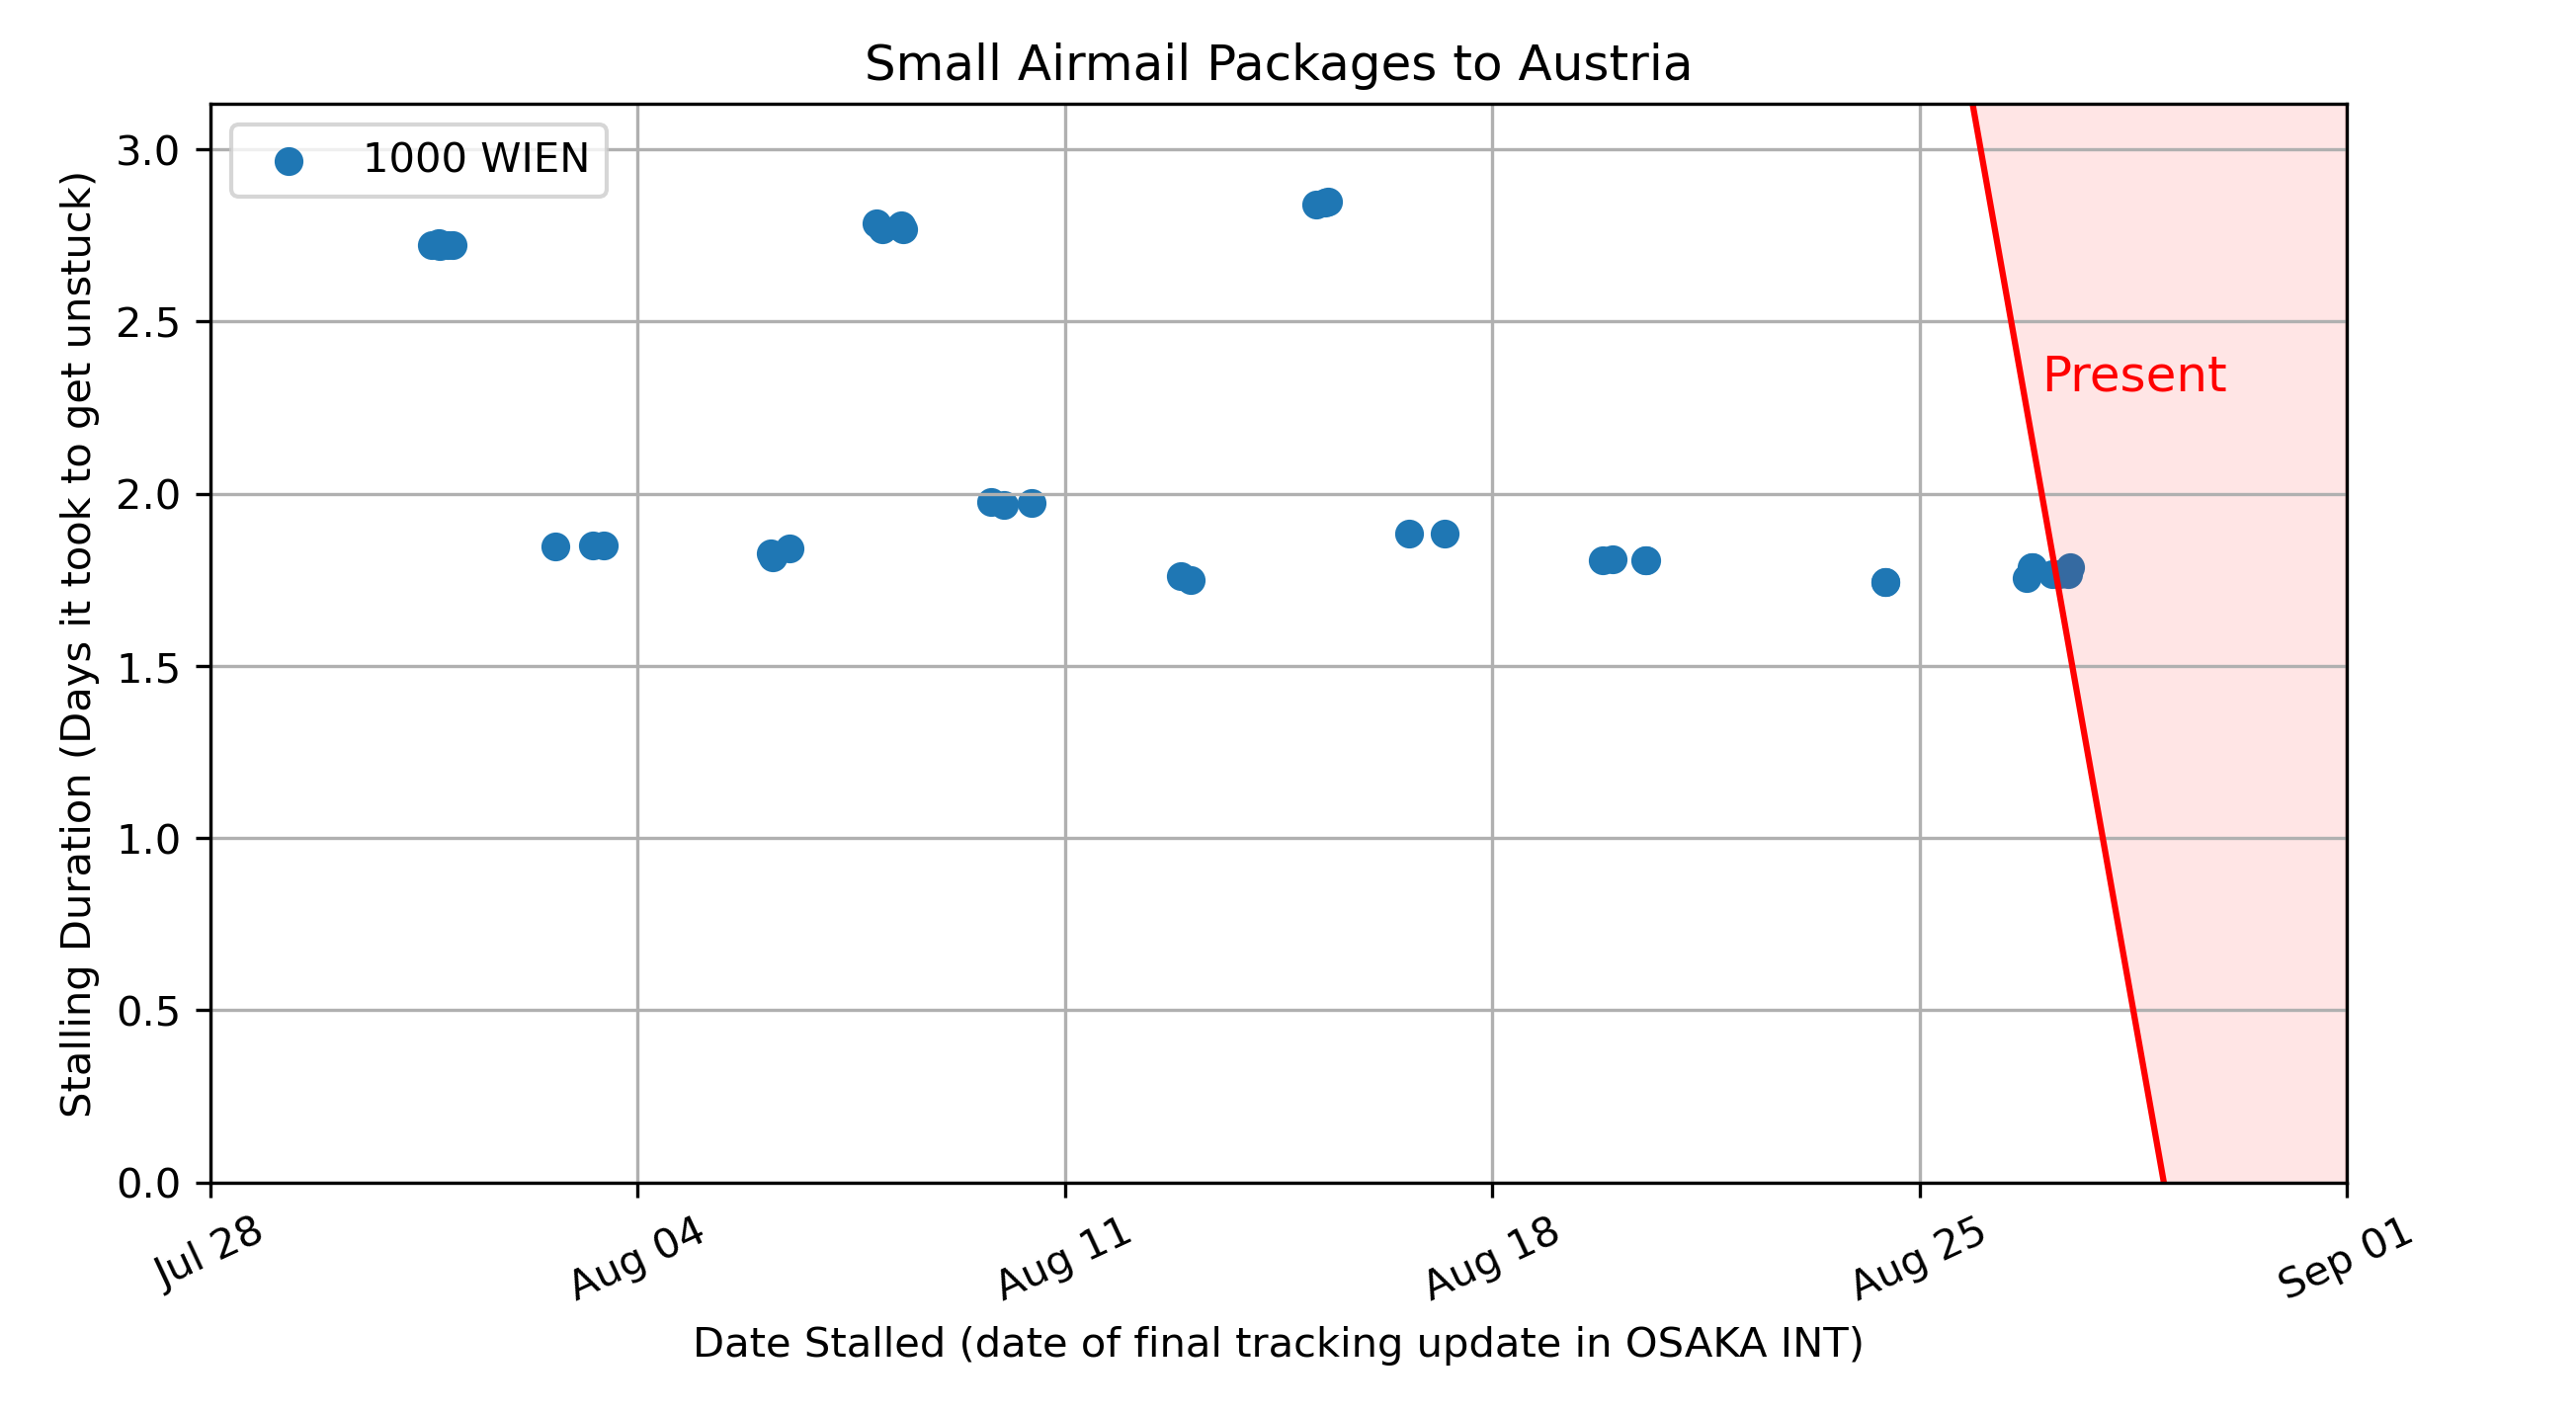 Small Airmail Packages to Austria
1000 WIEN
Present
Stalling Duration (Days it took to get unstuck)
3.0
2.5
2.0
1.5
1.0
0.5
0.0
Jul 28
Aug 04
Aug 11
Aug 18
Aug 25
Sep 01
Date Stalled (date of final tracking update in OSAKA INT)